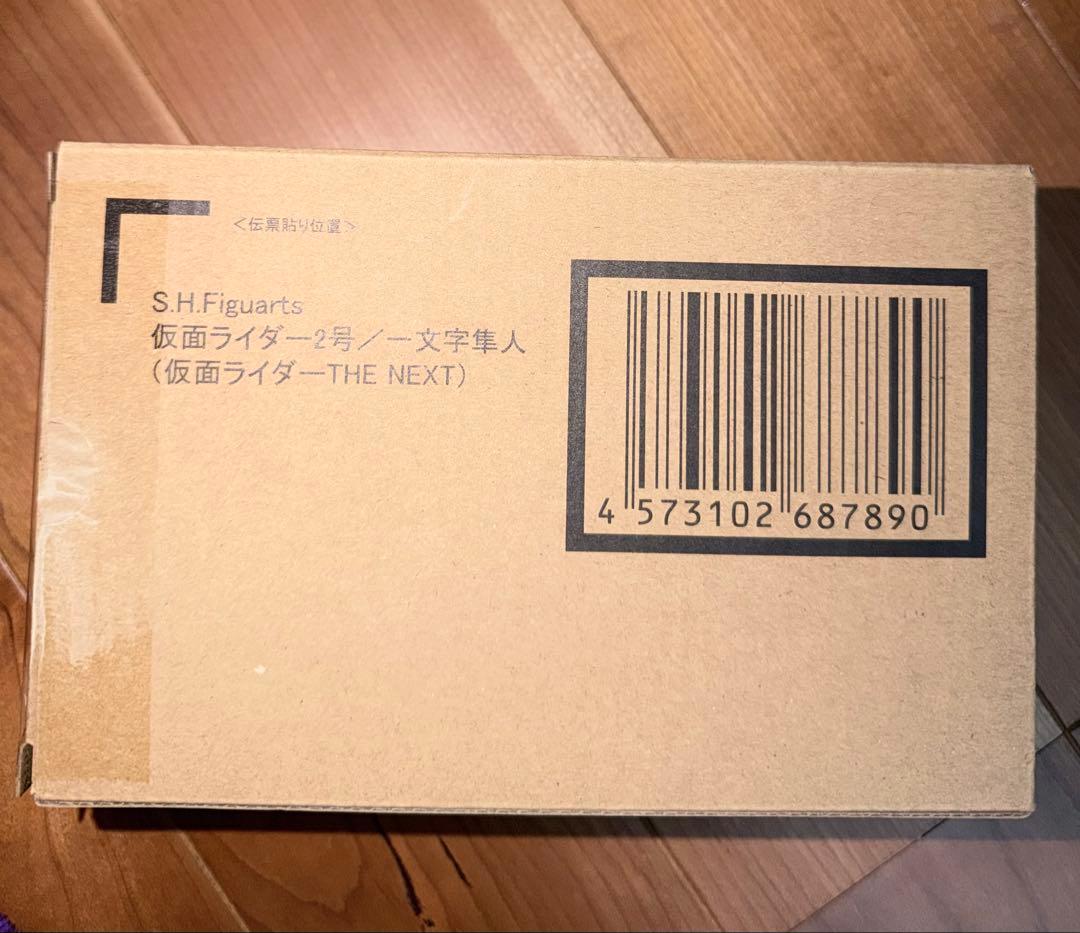 <伝票貼り位置>
S.H.Figuarts
仮面ライダー2号／一文字隼人
(仮面ライダーTHE NEXT)
4 573102 687890